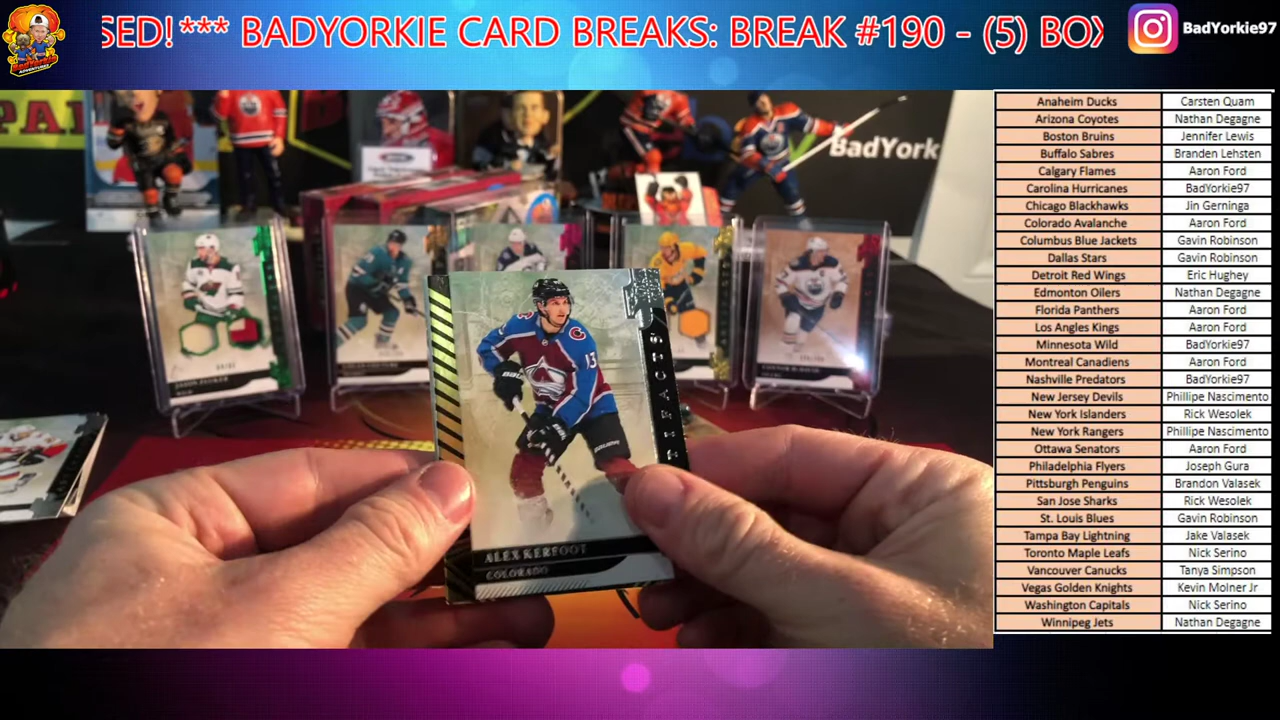 SED! *** BADYORKIE CARD BREAKS: BREAK #190 - (5) BOX
BadYorkie97
BadYorkie
PAN
BadYork
ALEX KERFOOT
COLORADO
13
ARTIFACTS
Anaheim Ducks Carsten Quam
Arizona Coyotes Nathan Degagne
Boston Bruins Jennifer Lewis
Buffalo Sabres Branden Lehsten
Calgary Flames Aaron Ford
Carolina Hurricanes BadYorkie97
Chicago Blackhawks Jin Gerninga
Colorado Avalanche Aaron Ford
Columbus Blue Jackets Gavin Robinson
Dallas Stars Gavin Robinson
Detroit Red Wings Eric Hughey
Edmonton Oilers Nathan Degagne
Florida Panthers Aaron Ford
Los Angeles Kings Aaron Ford
Minnesota Wild BadYorkie97
Montreal Canadiens Aaron Ford
Nashville Predators BadYorkie97
New Jersey Devils Phillipe Nascimento
New York Islanders Rick Wesolek
New York Rangers Phillipe Nascimento
Ottawa Senators Aaron Ford
Philadelphia Flyers Joseph Gura
Pittsburgh Penguins Brandon Valasek
San Jose Sharks Rick Wesolek
St. Louis Blues Gavin Robinson
Tampa Bay Lightning Jake Valasek
Toronto Maple Leafs Nick Serino
Vancouver Canucks Tanya Simpson
Vegas Golden Knights Kevin Molner Jr
Washington Capitals Nick Serino
Winnipeg Jets Nathan Degagne